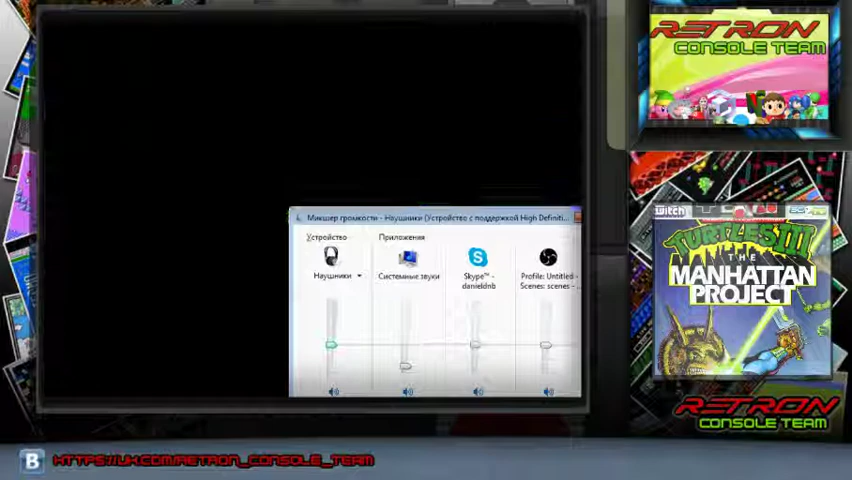 RETRON
CONSOLE TEAM
Микшер громкости - Наушники (Устройство с поддержкой High Definiti...
Устройство
Приложения
Наушники
Системные звуки
Skype™ -
danieldnb
Profile: Untitled -
Scenes: scenes -
TURTLES III
THE
MANHATTAN
PROJECT
RETRON
CONSOLE TEAM
B
HTTPS://VK.COM/RETRON_CONSOLE_TEAM